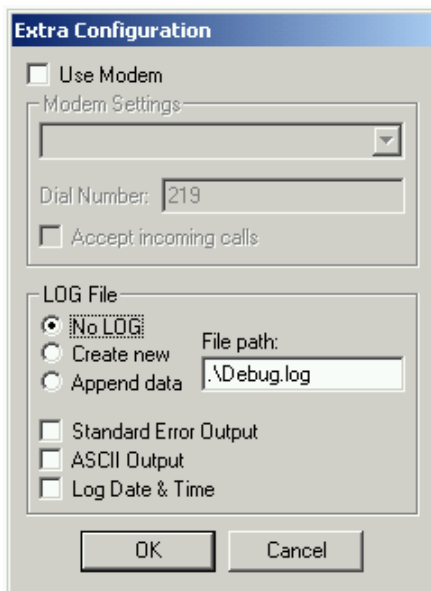 Extra Configuration
Use Modem
Modem Settings
Dial Number: 219
Accept incoming calls
LOG File
No LOG
Create new
Append data
File path:
.\Debug.log
Standard Error Output
ASCII Output
Log Date & Time
OK Cancel